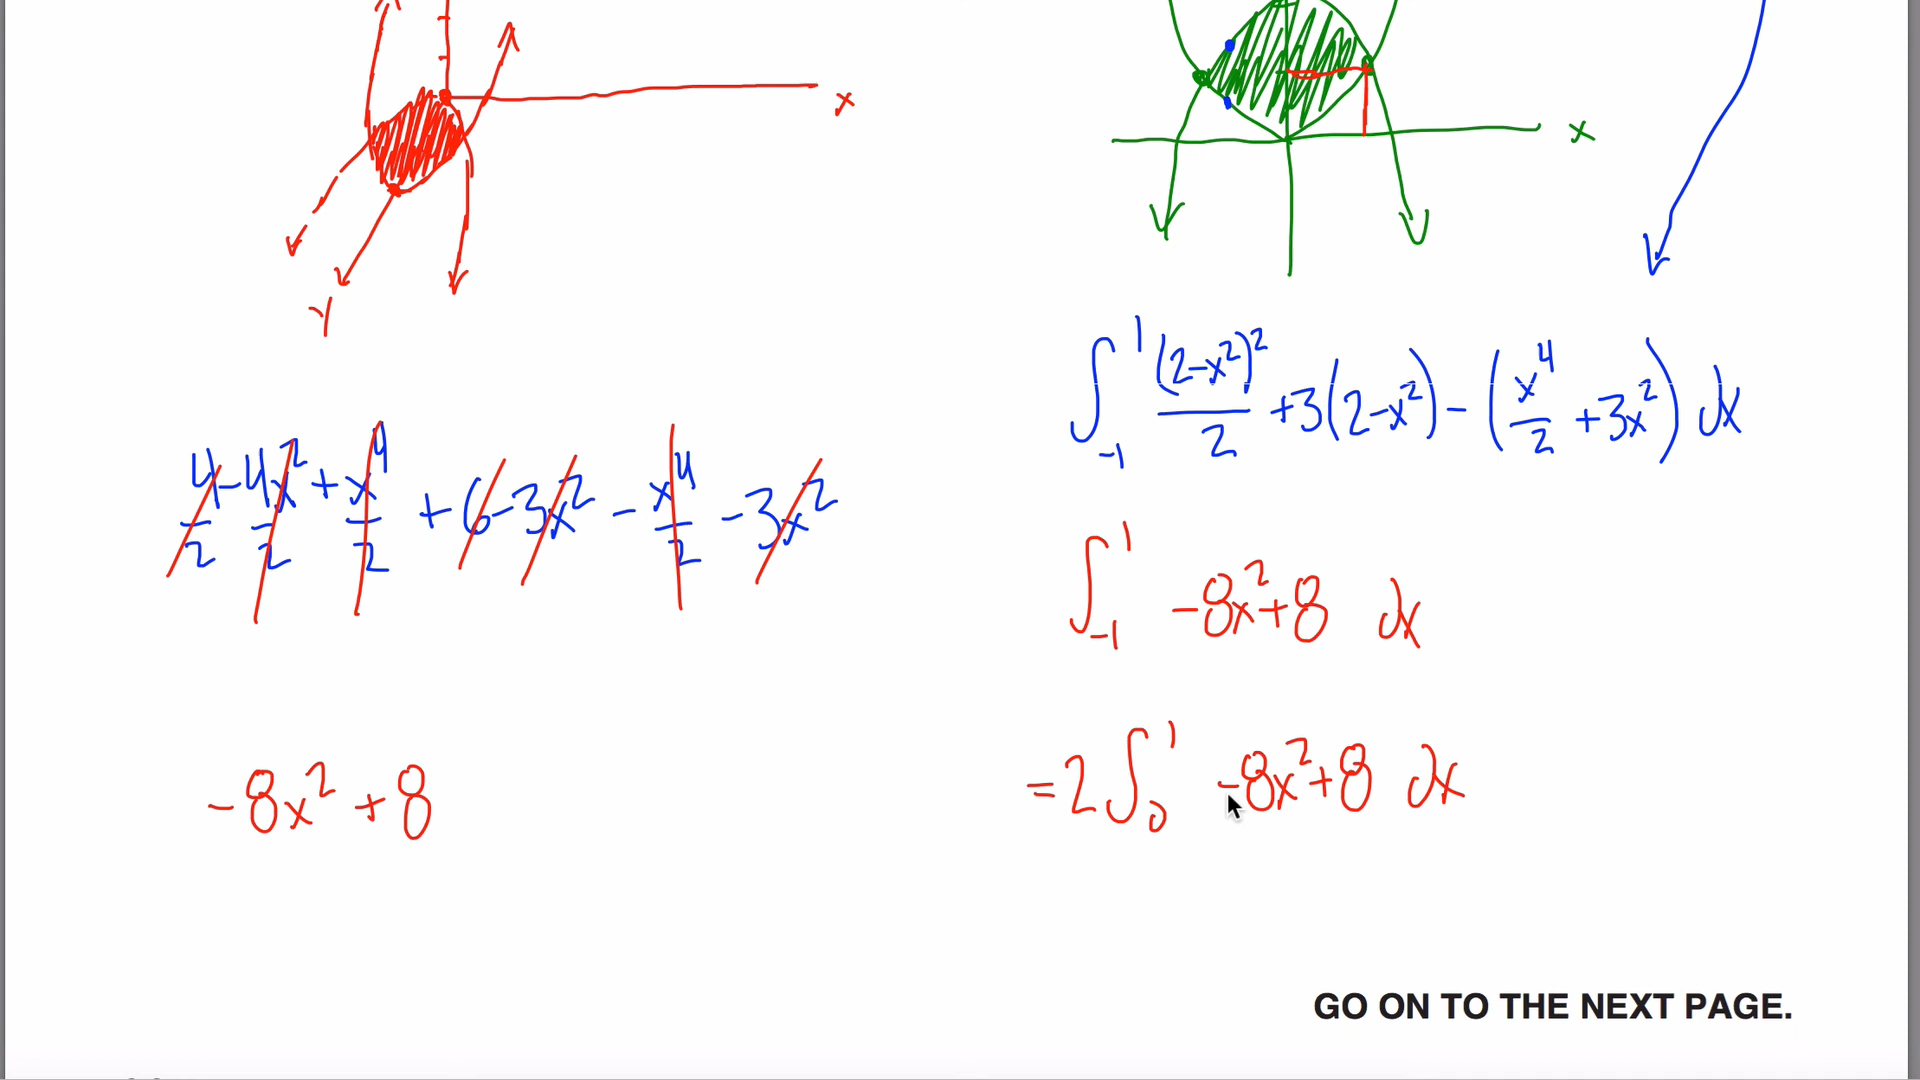 x
x
Y
∫_{-1}^{1} (2-x²)²/2 +3(2-x²) - (x⁴/2 +3x²) dx
4/2 - 4x²/2 + x⁴/2 + 6 - 3x² - x⁴/2 - 3x²
∫_{-1}^{1} -8x²+8 dx
-8x² + 8
= 2∫_{0}^{1} -8x²+8 dx
GO ON TO THE NEXT PAGE.